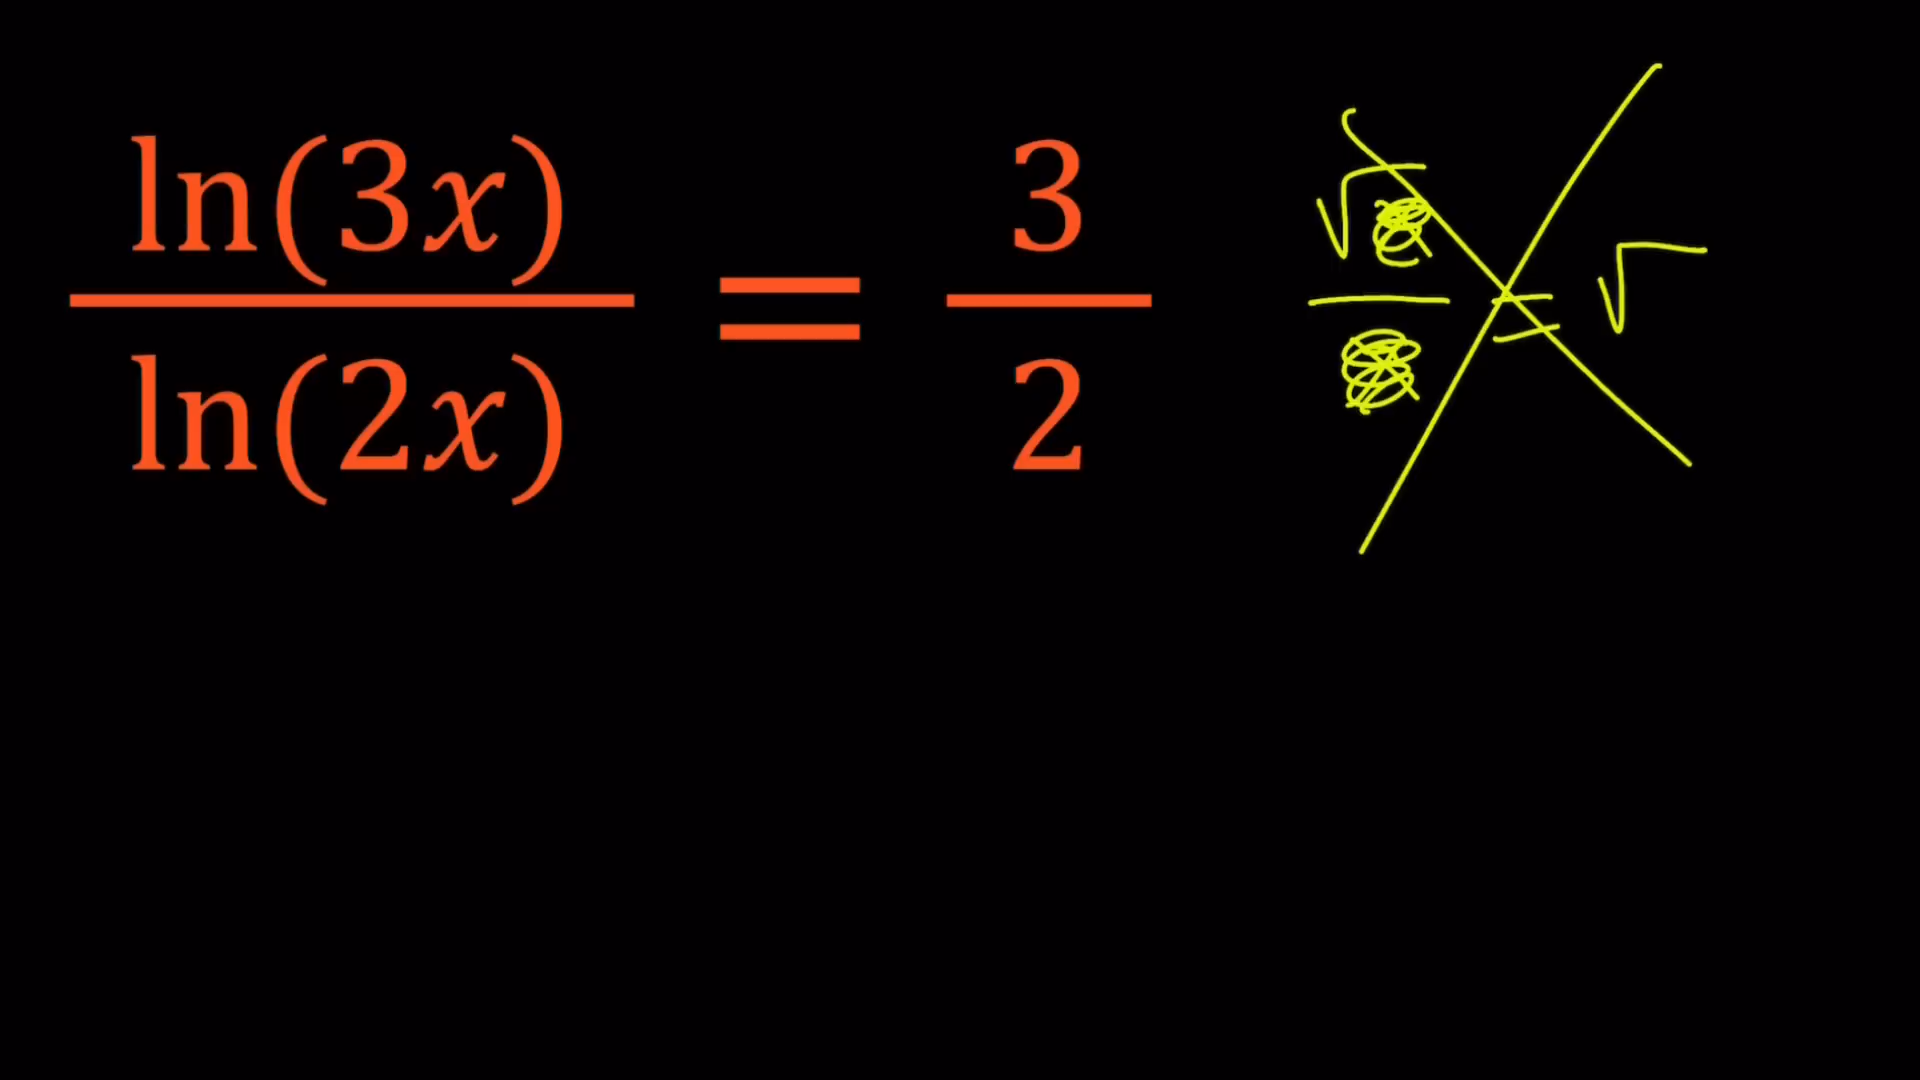 ln(3x) / ln(2x) = 3 / 2
√ / = √